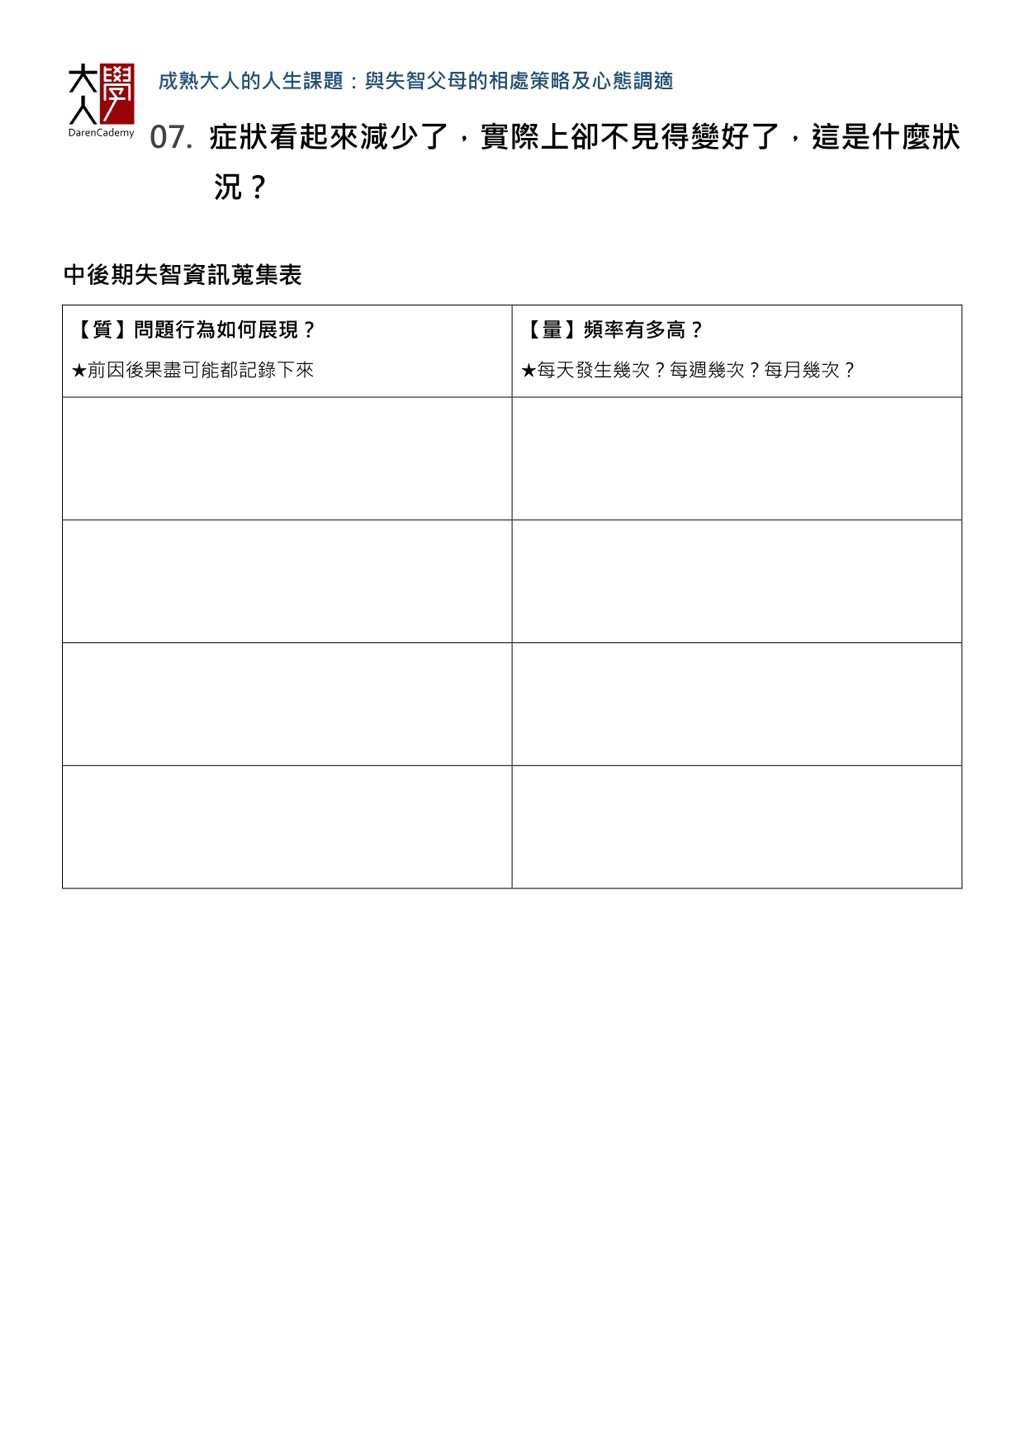 大人學
DarenCademy
成熟大人的人生課題：與失智父母的相處策略及心態調適
07. 症狀看起來減少了，實際上卻不見得變好了，這是什麼狀
況？
中後期失智資訊蒐集表
【質】問題行為如何展現？
★前因後果盡可能都記錄下來
【量】頻率有多高？
★每天發生幾次？每週幾次？每月幾次？